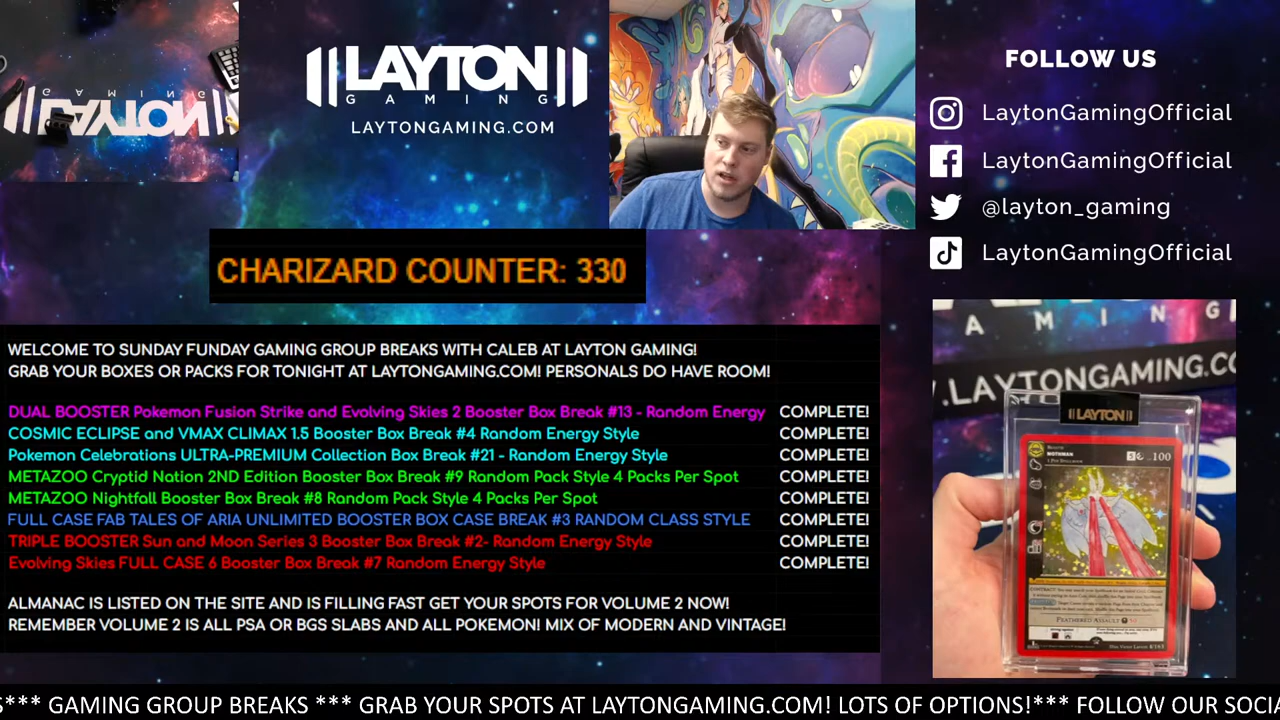 LAYTON
GAMING
LAYTONGAMING.COM
FOLLOW US
LaytonGamingOfficial
LaytonGamingOfficial
@layton_gaming
LaytonGamingOfficial
CHARIZARD COUNTER: 330
WELCOME TO SUNDAY FUNDAY GAMING GROUP BREAKS WITH CALEB AT LAYTON GAMING!
GRAB YOUR BOXES OR PACKS FOR TONIGHT AT LAYTONGAMING.COM! PERSONALS DO HAVE ROOM!
DUAL BOOSTER Pokemon Fusion Strike and Evolving Skies 2 Booster Box Break #13 - Random Energy COMPLETE!
COSMIC ECLIPSE and VMAX CLIMAX 1.5 Booster Box Break #4 Random Energy Style COMPLETE!
Pokemon Celebrations ULTRA-PREMIUM Collection Box Break #21 - Random Energy Style COMPLETE!
METAZOO Cryptid Nation 2ND Edition Booster Box Break #9 Random Pack Style 4 Packs Per Spot COMPLETE!
METAZOO Nightfall Booster Box Break #8 Random Pack Style 4 Packs Per Spot COMPLETE!
FULL CASE FAB TALES OF ARIA UNLIMITED BOOSTER BOX CASE BREAK #3 RANDOM CLASS STYLE COMPLETE!
TRIPLE BOOSTER Sun and Moon Series 3 Booster Box Break #2- Random Energy Style COMPLETE!
Evolving Skies FULL CASE 6 Booster Box Break #7 Random Energy Style COMPLETE!
ALMANAC IS LISTED ON THE SITE AND IS FILLING FAST GET YOUR SPOTS FOR VOLUME 2 NOW!
REMEMBER VOLUME 2 IS ALL PSA OR BGS SLABS AND ALL POKEMON! MIX OF MODERN AND VINTAGE!
A M I N G
.LAYTONGAMING.CO
LAYTON
MOTHMAN
100
FEATHERED ASSAULT
S*** GAMING GROUP BREAKS *** GRAB YOUR SPOTS AT LAYTONGAMING.COM! LOTS OF OPTIONS!*** FOLLOW OUR SOCIA